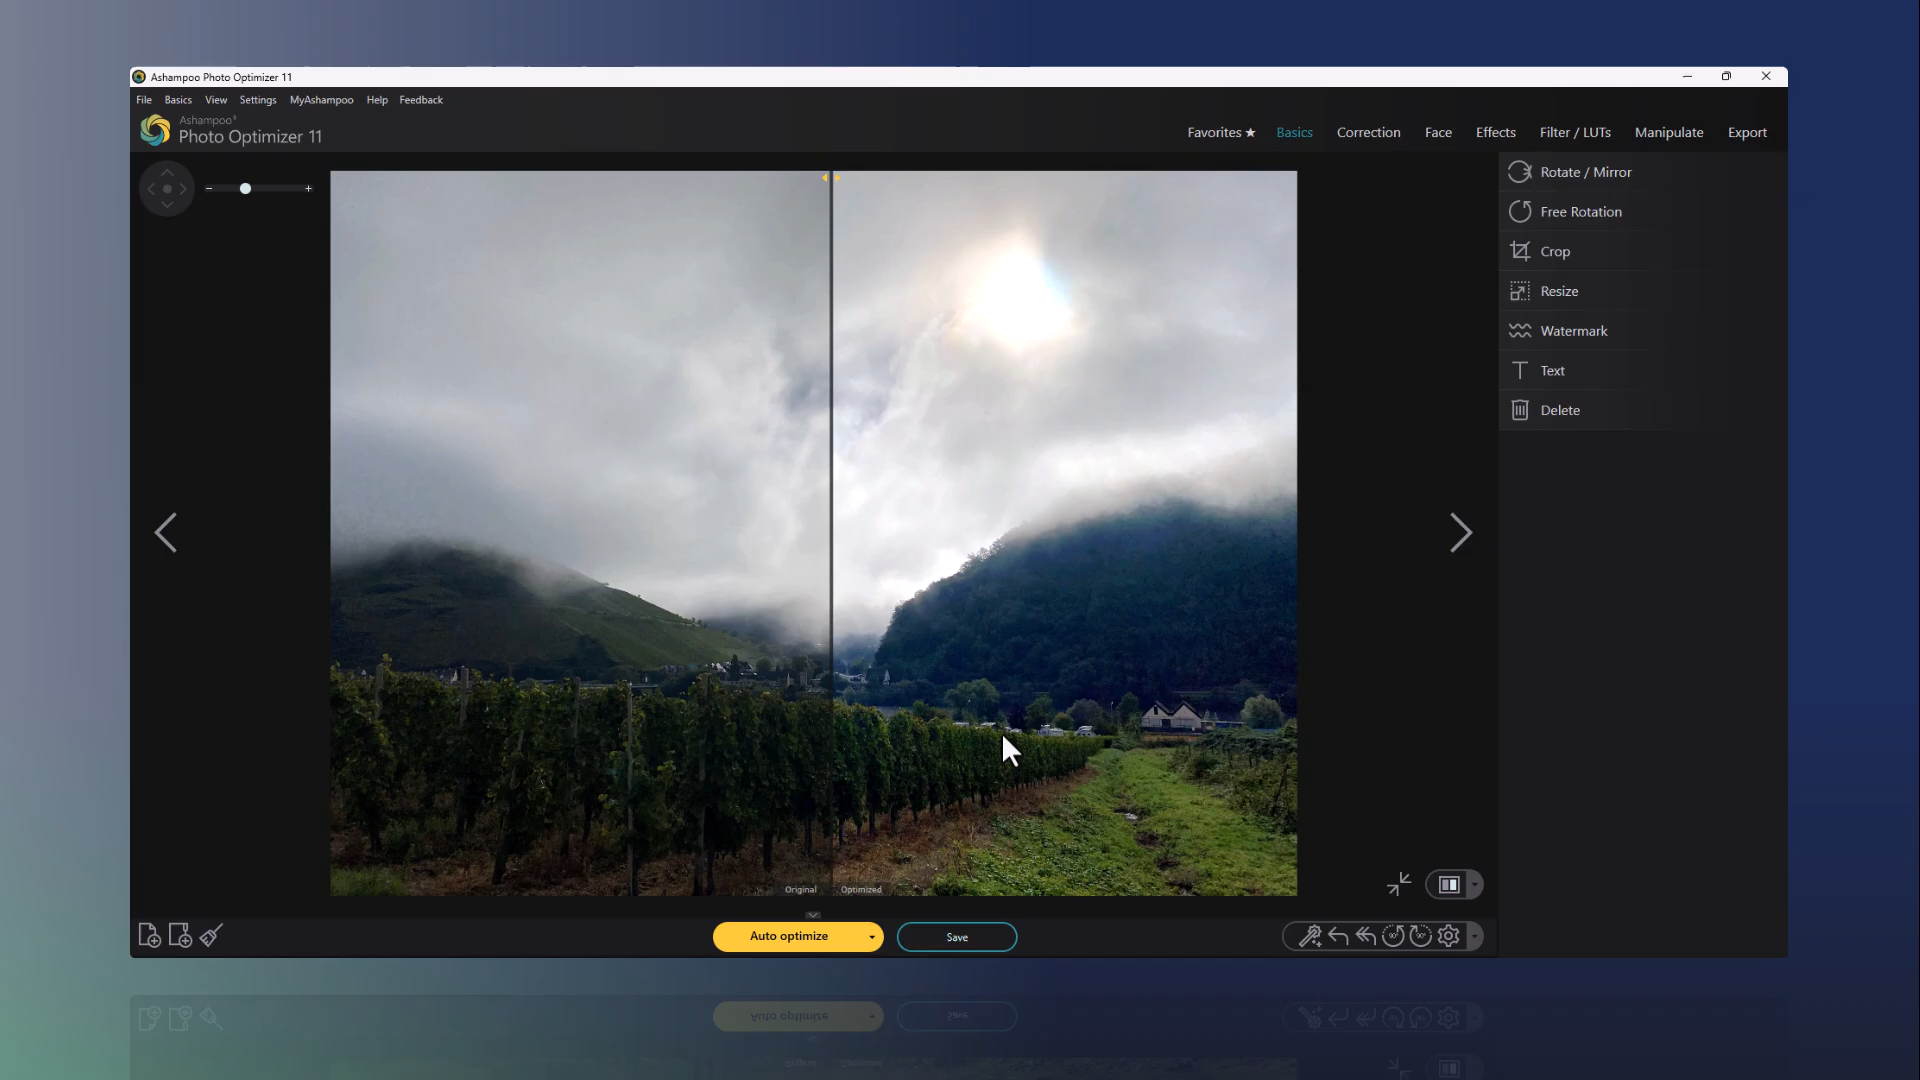 Ashampoo Photo Optimizer 11
File Basics View Settings MyAshampoo Help Feedback
Ashampoo®
Photo Optimizer 11
Favorites ★ Basics Correction Face Effects Filter / LUTs Manipulate Export
Rotate / Mirror
Free Rotation
Crop
Resize
Watermark
Text
Delete
Original Optimized
Auto optimize
Save
90° 90°